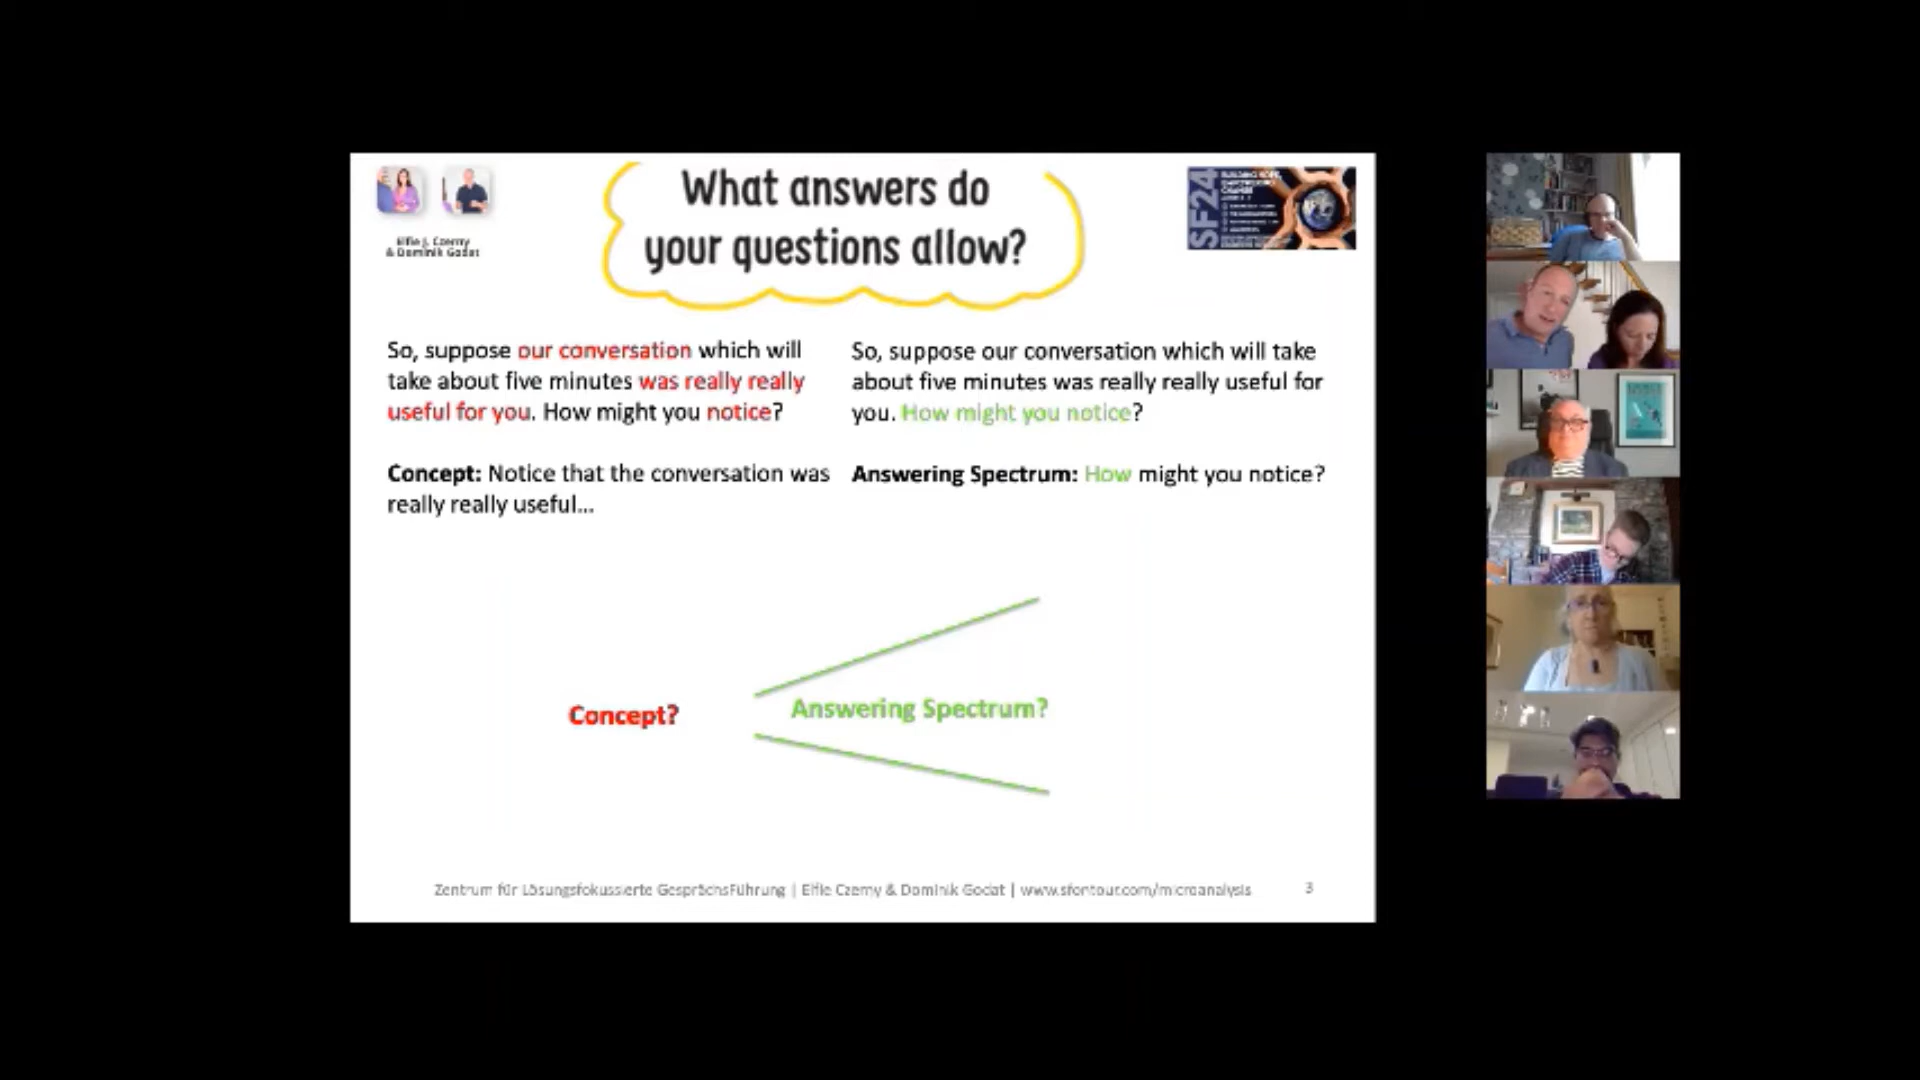 What answers do
your questions allow?
Elfie J. Czerny
& Dominik Godat
SF24
BUILDING HOPE,
So, suppose our conversation which will
take about five minutes was really really
useful for you. How might you notice?
Concept: Notice that the conversation was
really really useful...
So, suppose our conversation which will take
about five minutes was really really useful for
you. How might you notice?
Answering Spectrum: How might you notice?
Concept?
Answering Spectrum?
Zentrum für Lösungsfokussierte GesprächsFührung | Elfie Czerny & Dominik Godat | www.sfontour.com/microanalysis
3